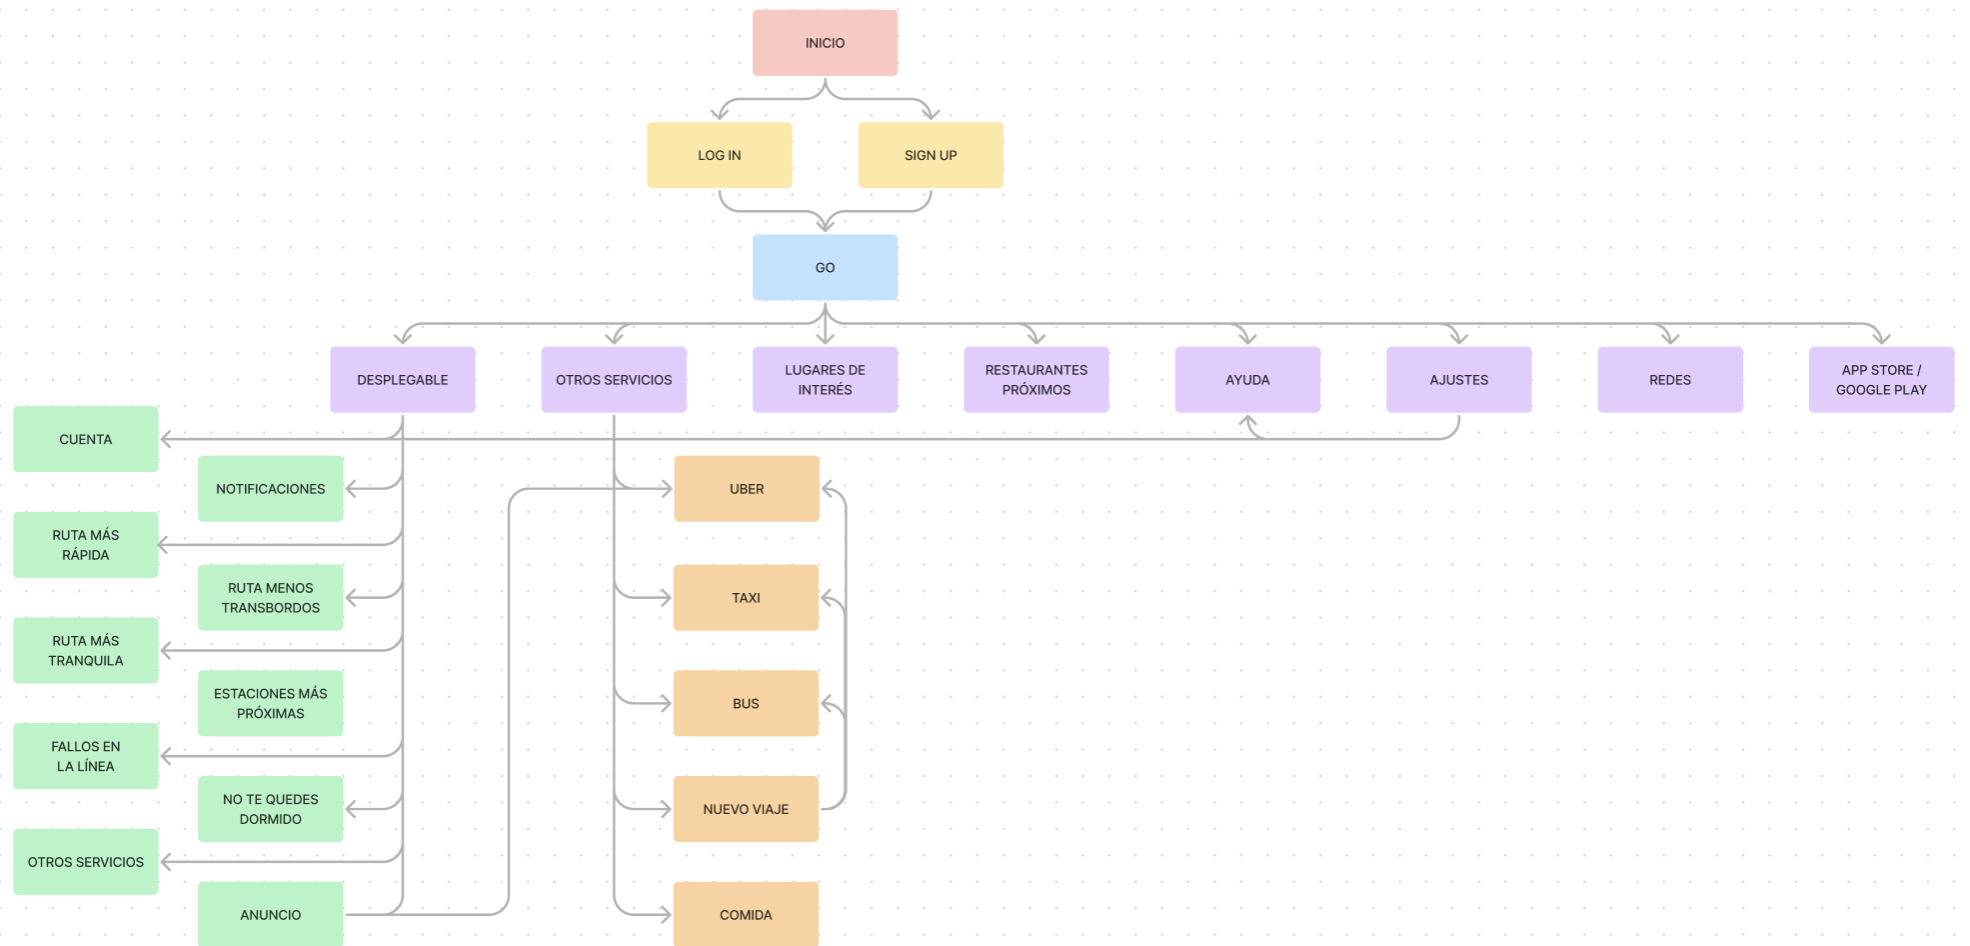 INICIO
LOG IN
SIGN UP
GO
DESPLEGABLE
OTROS SERVICIOS
LUGARES DE
INTERÉS
RESTAURANTES
PRÓXIMOS
AYUDA
AJUSTES
REDES
APP STORE /
GOOGLE PLAY
CUENTA
NOTIFICACIONES
RUTA MÁS
RÁPIDA
RUTA MENOS
TRANSBORDOS
RUTA MÁS
TRANQUILA
ESTACIONES MÁS
PRÓXIMAS
FALLOS EN
LA LÍNEA
NO TE QUEDES
DORMIDO
OTROS SERVICIOS
ANUNCIO
UBER
TAXI
BUS
NUEVO VIAJE
COMIDA